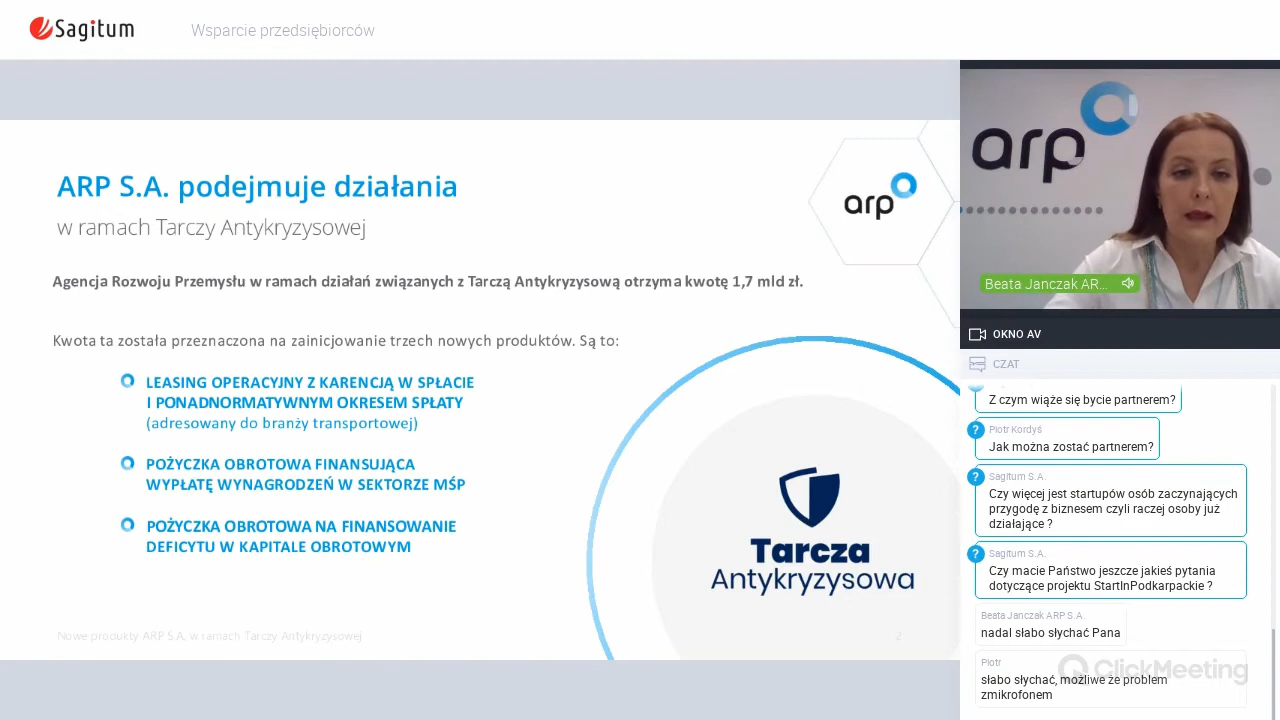 Sagitum
Wsparcie przedsiębiorców
ARP S.A. podejmuje działania
w ramach Tarczy Antykryzysowej
arp
Agencja Rozwoju Przemysłu w ramach działań związanych z Tarczą Antykryzysową otrzyma kwotę 1,7 mld zł.
Kwota ta została przeznaczona na zainicjowanie trzech nowych produktów. Są to:
LEASING OPERACYJNY Z KARENCJĄ W SPŁACIE
I PONADNORMATYWNYM OKRESEM SPŁATY
(adresowany do branży transportowej)
POŻYCZKA OBROTOWA FINANSUJĄCA
WYPŁATĘ WYNAGRODZEŃ W SEKTORZE MŚP
POŻYCZKA OBROTOWA NA FINANSOWANIE
DEFICYTU W KAPITALE OBROTOWYM
Tarcza
Antykryzysowa
Nowe produkty ARP S.A. w ramach Tarczy Antykryzysowej
2
arp
Beata Janczak AR...
OKNO AV
CZAT
Z czym wiąże się bycie partnerem?
Piotr Kordyś
Jak można zostać partnerem?
Sagitum S.A.
Czy więcej jest startupów osób zaczynających
przygodę z biznesem czyli raczej osoby już
działające ?
Sagitum S.A.
Czy macie Państwo jeszcze jakieś pytania
dotyczące projektu StartInPodkarpackie ?
Beata Janczak ARP S.A.
nadal słabo słychać Pana
Piotr
słabo słychać, możliwe że problem
zmikrofonem
ClickMeeting